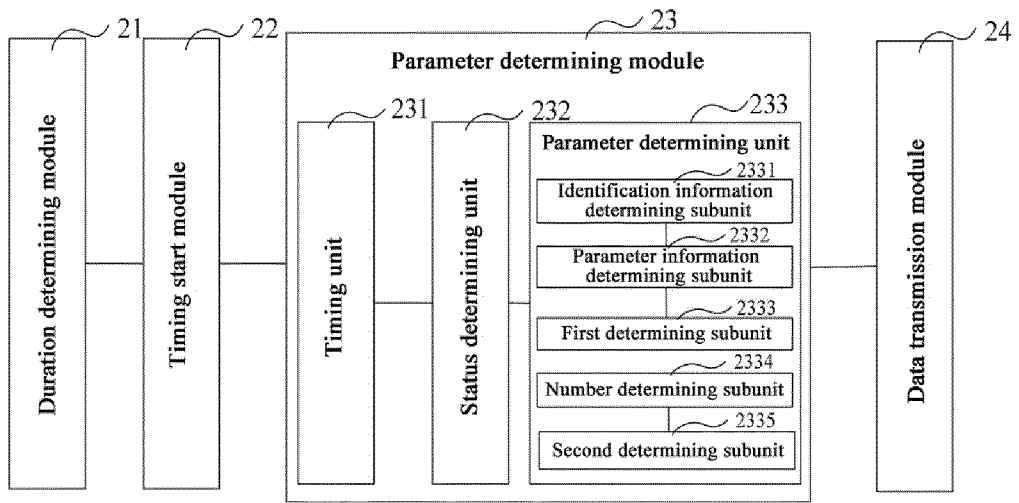 21
22
23
24
Duration determining module
Timing start module
Parameter determining module
231
232
233
Timing unit
Status determining unit
Parameter determining unit
2331
Identification information
determining subunit
2332
Parameter information
determining subunit
2333
First determining subunit
2334
Number determining subunit
2335
Second determining subunit
Data transmission module